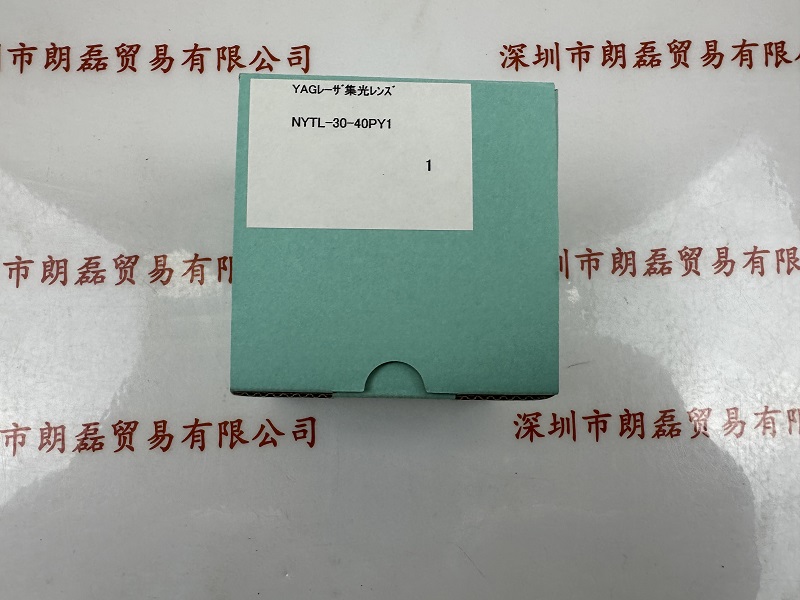 圳市朗磊贸易有限公司
深圳市朗磊贸易有限公
YAGﾚｰｻﾞ集光ﾚﾝｽﾞ
NYTL-30-40PY1
1
市朗磊贸易有限
圳市朗磊贸易有限
市朗磊贸易有限公司
深圳市朗磊贸易有限